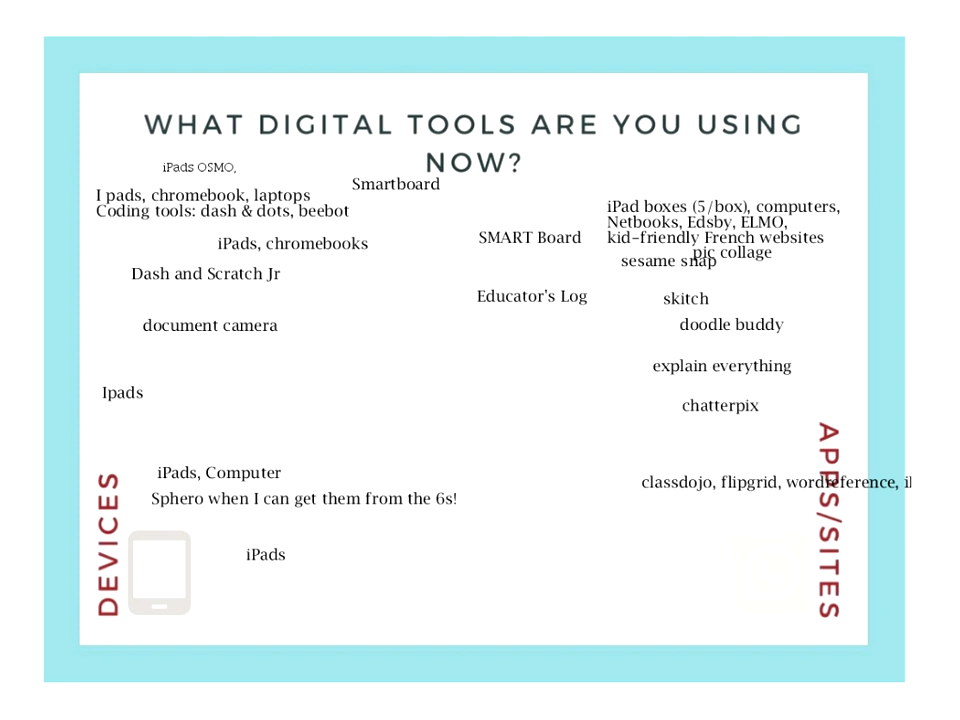 WHAT DIGITAL TOOLS ARE YOU USING
NOW?
iPads OSMO,
Smartboard
I pads, chromebook, laptops
Coding tools: dash & dots, beebot
iPads, chromebooks
Dash and Scratch Jr
document camera
Ipads
iPads, Computer
Sphero when I can get them from the 6s!
iPads
DEVICES
SMART Board
Educator's Log
iPad boxes (5/box), computers,
Netbooks, Edsby, ELMO,
kid-friendly French websites
pic collage
sesame snap
skitch
doodle buddy
explain everything
chatterpix
classdojo, flipgrid, wordreference,
APPS/SITES